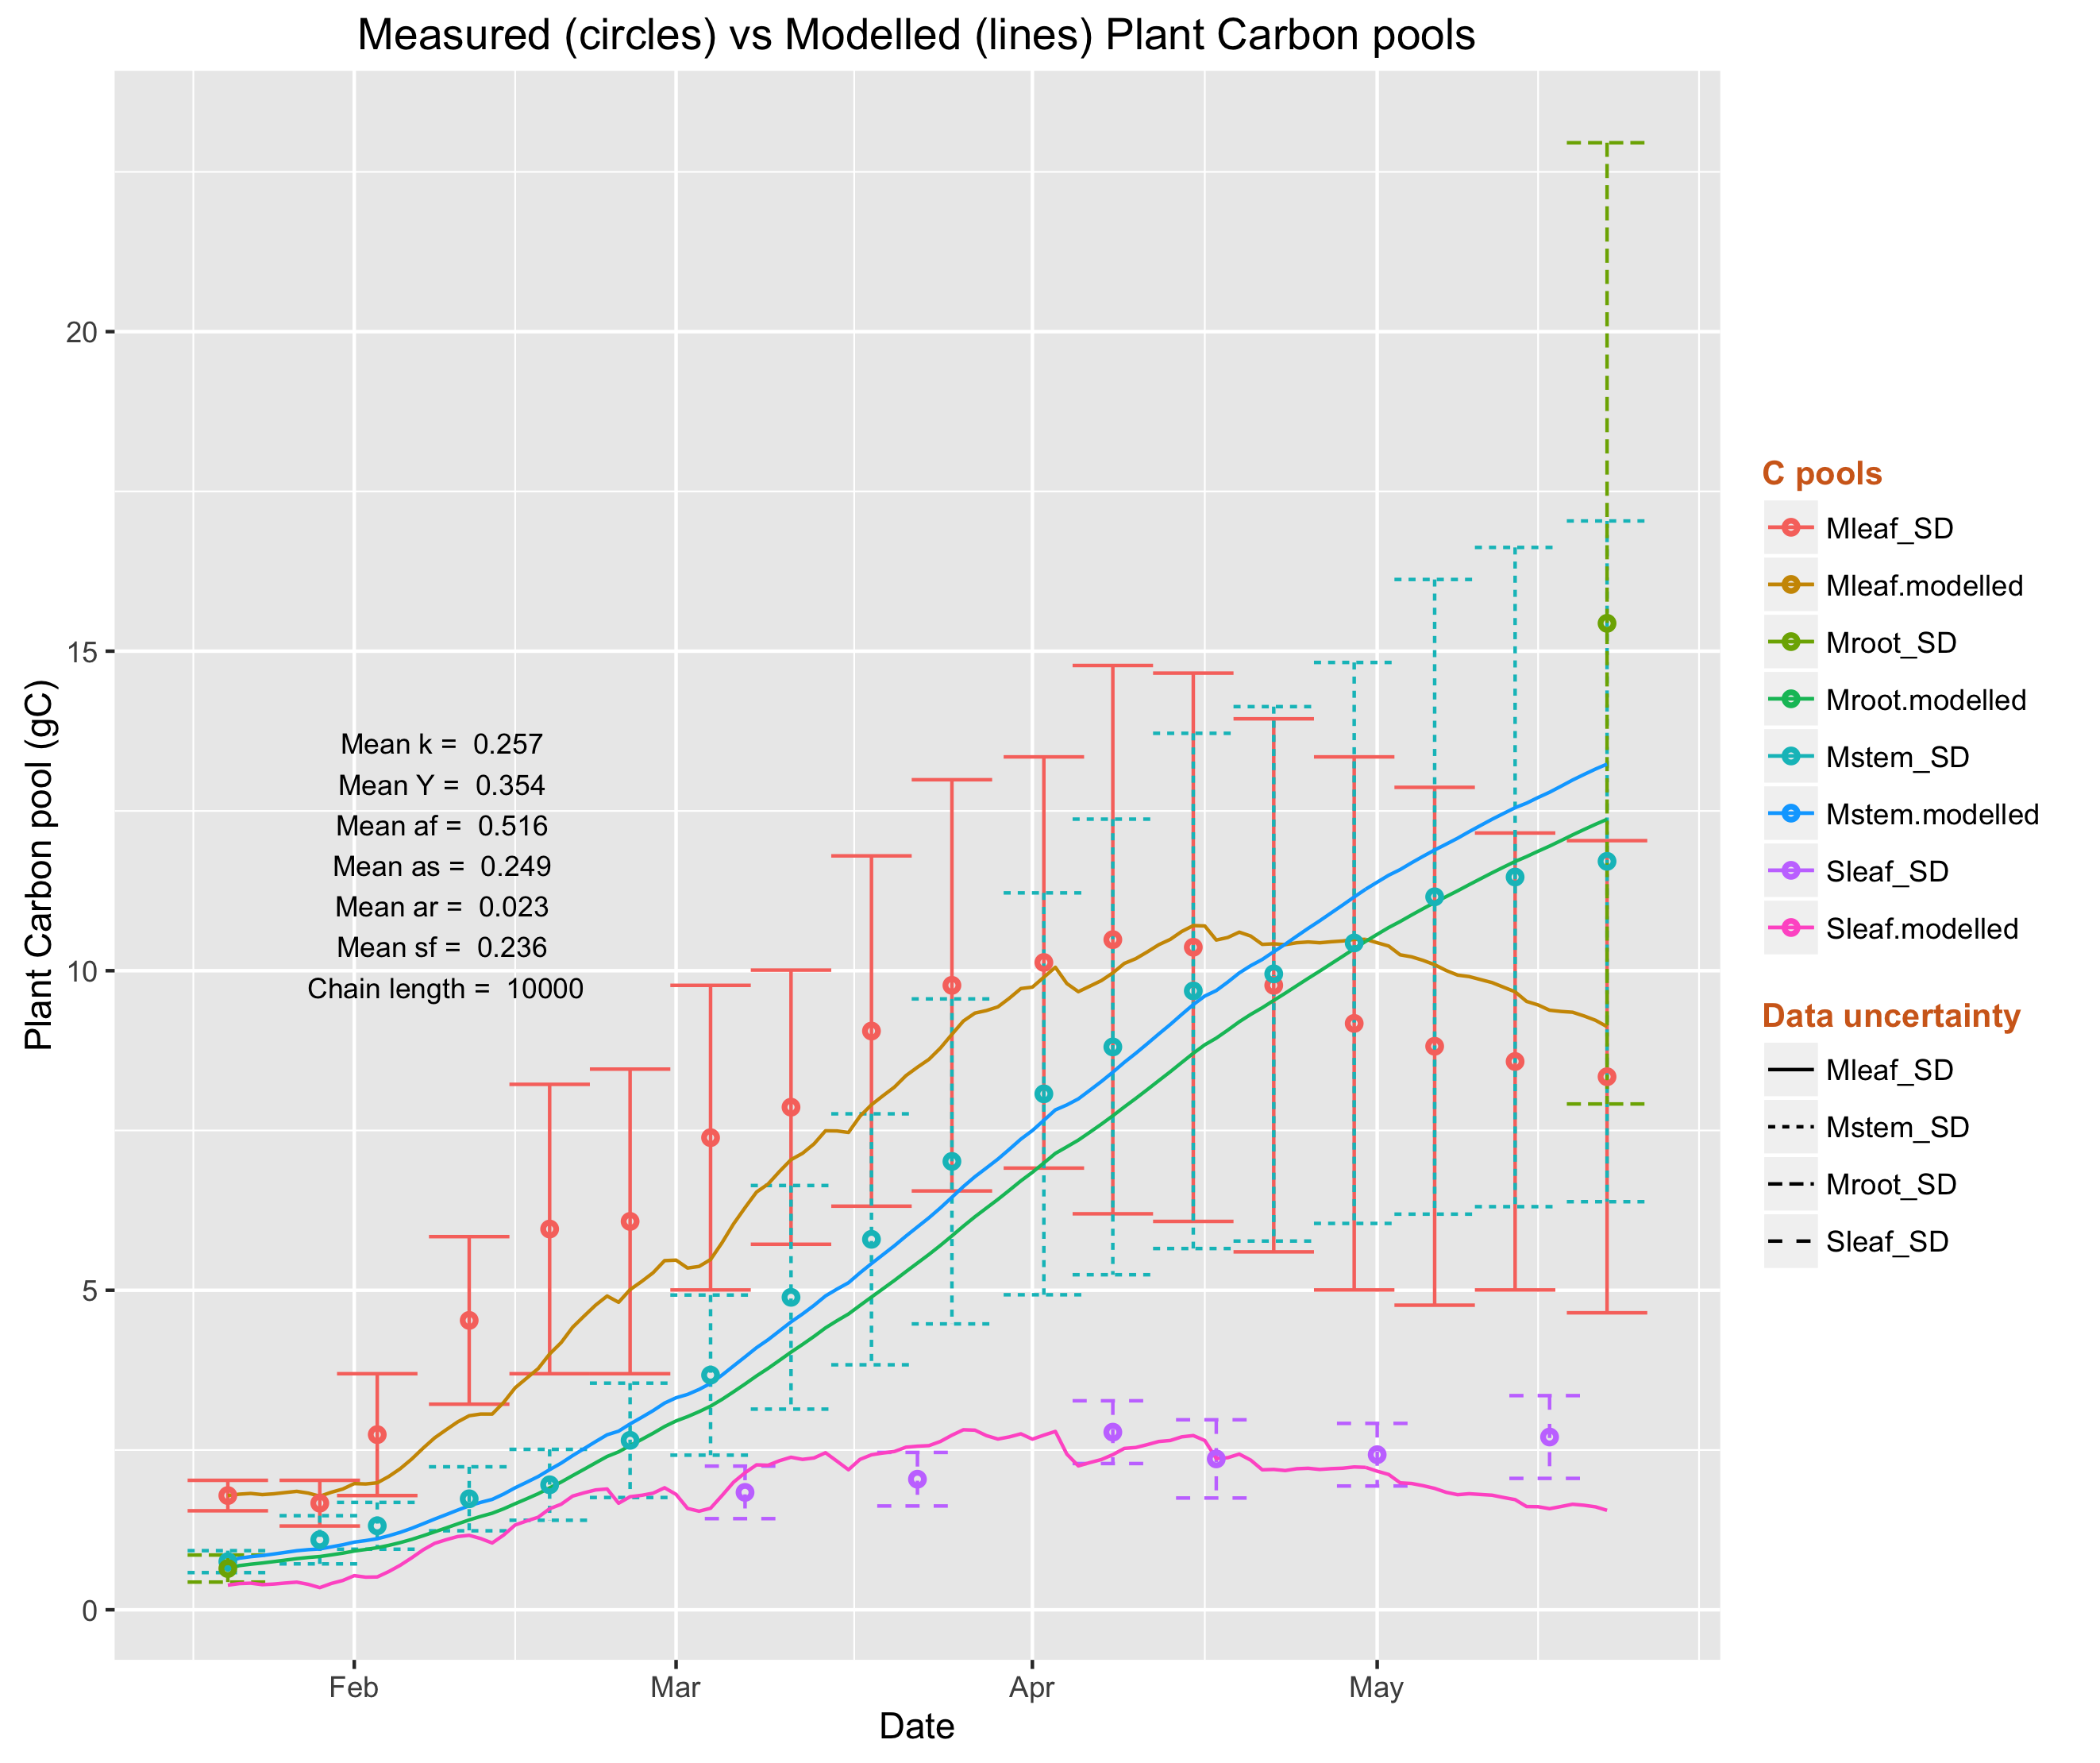 Measured (circles) vs Modelled (lines) Plant Carbon pools
Plant Carbon pool (gC)
20
15
10
5
0
Mean k = 0.257
Mean Y = 0.354
Mean af = 0.516
Mean as = 0.249
Mean ar = 0.023
Mean sf = 0.236
Chain length = 10000
Feb
Mar
Apr
May
Date
C pools
Mleaf_SD
Mleaf.modelled
Mroot_SD
Mroot.modelled
Mstem_SD
Mstem.modelled
Sleaf_SD
Sleaf.modelled
Data uncertainty
Mleaf_SD
Mstem_SD
Mroot_SD
Sleaf_SD